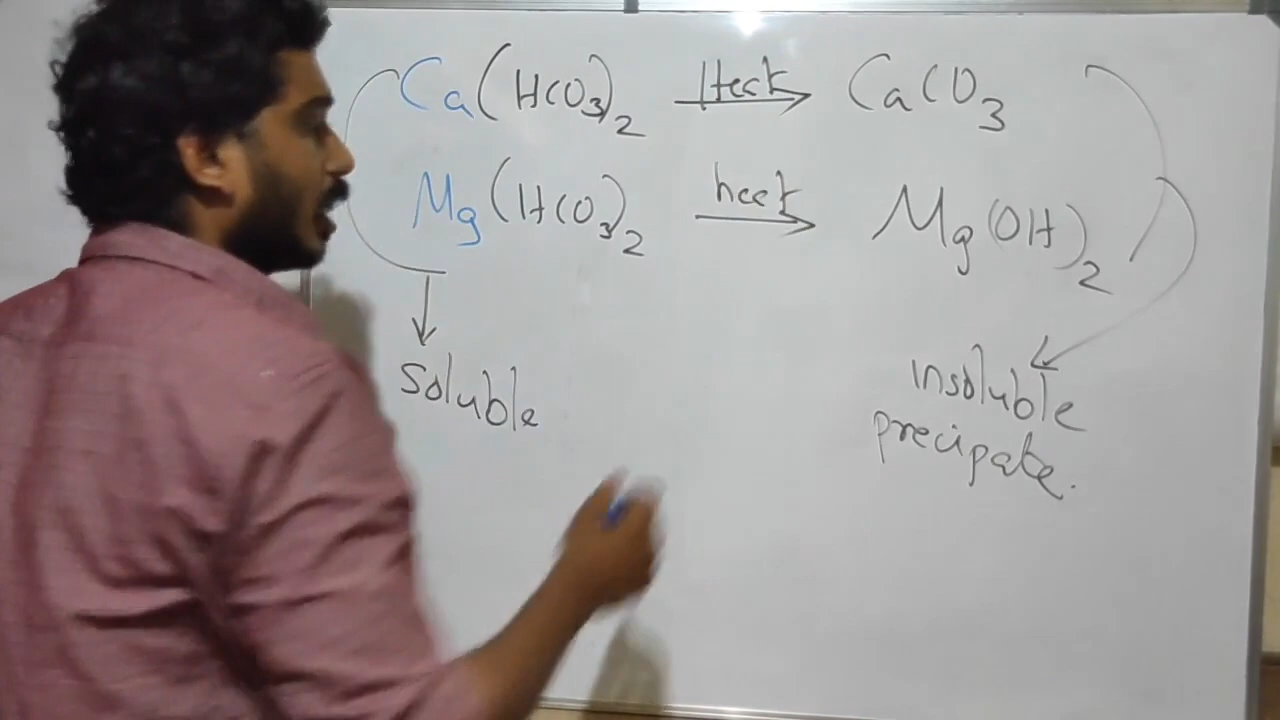 Ca(HCO3)2 Heat CaCO3
Mg(HCO3)2 heat Mg(OH)2
Soluble
insoluble
precipate.